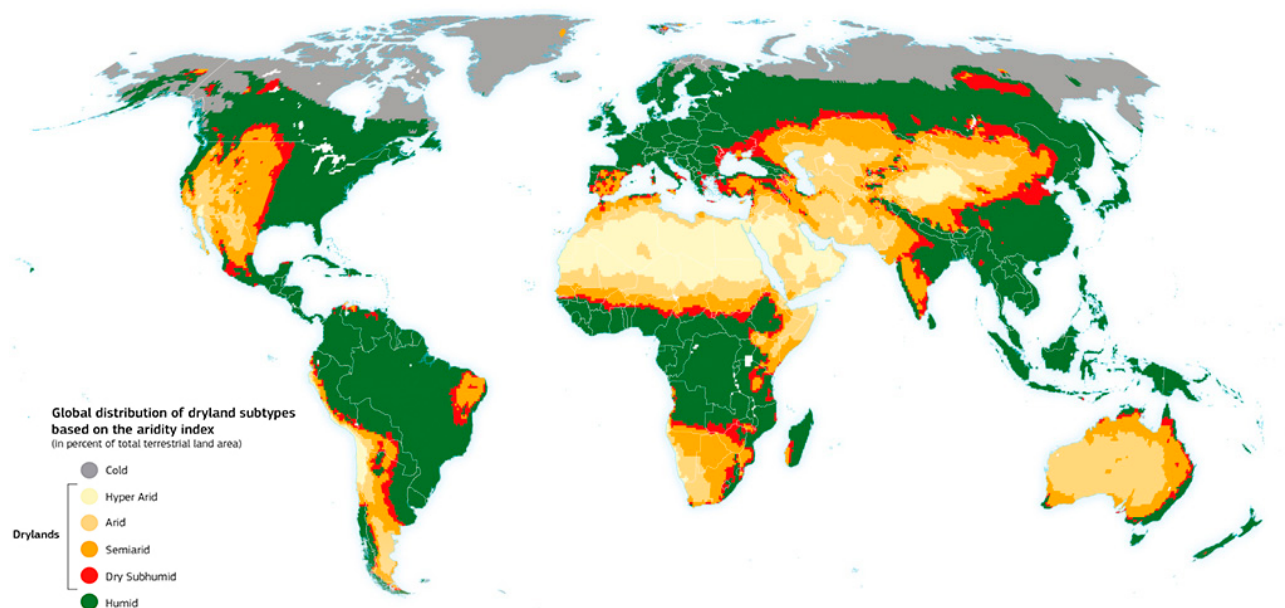 Global distribution of dryland subtypes
based on the aridity index
(in percent of total terrestrial land area)
Cold
Hyper Arid
Arid
Drylands
Semiarid
Dry Subhumid
Humid